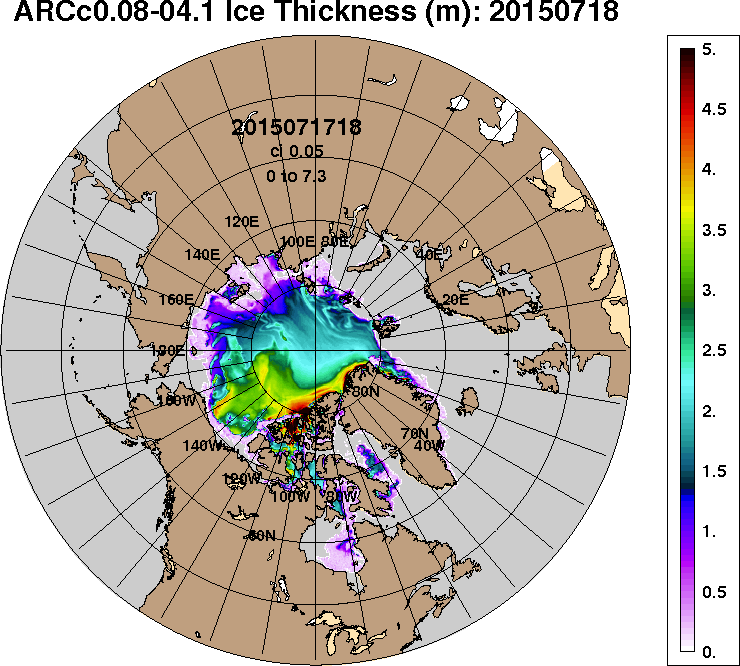 ARCc0.08-04.1 Ice Thickness (m): 20150718
2015071718
ci 0.05
0 to 7.3
120E
100E 80E
140E
40E
160E
20E
180E
160W
80N
140W
70N
40W
120W
100W 80W
60N
5.
4.5
4.
3.5
3.
2.5
2.
1.5
1.
0.5
0.